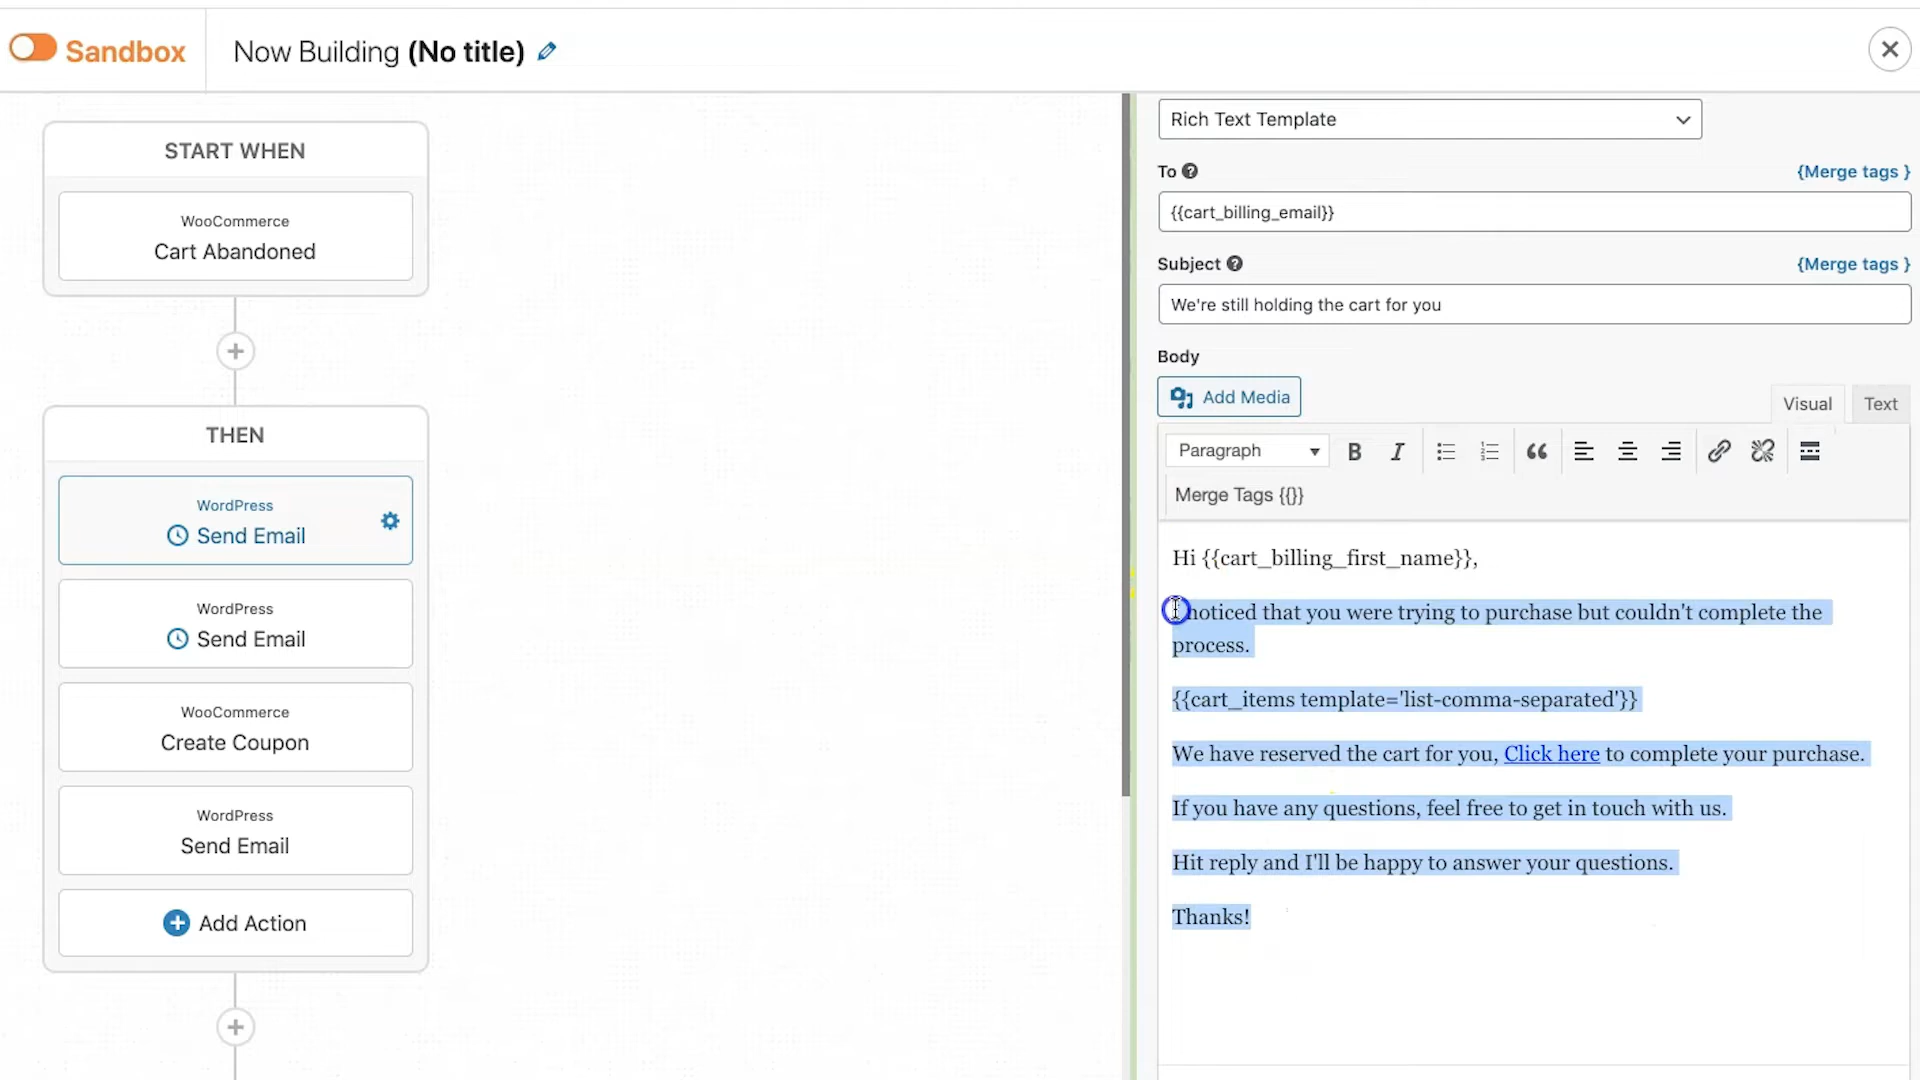 Sandbox
Now Building (No title)
START WHEN
WooCommerce
Cart Abandoned
THEN
WordPress
Send Email
WordPress
Send Email
WooCommerce
Create Coupon
WordPress
Send Email
Add Action
Rich Text Template
To
{Merge tags }
{{cart_billing_email}}
Subject
{Merge tags }
We're still holding the cart for you
Body
Add Media
Visual
Text
Paragraph
B
I
Merge Tags {{}}
Hi {{cart_billing_first_name}},
I noticed that you were trying to purchase but couldn't complete the
process.
{{cart_items template='list-comma-separated'}}
We have reserved the cart for you, Click here to complete your purchase.
If you have any questions, feel free to get in touch with us.
Hit reply and I'll be happy to answer your questions.
Thanks!